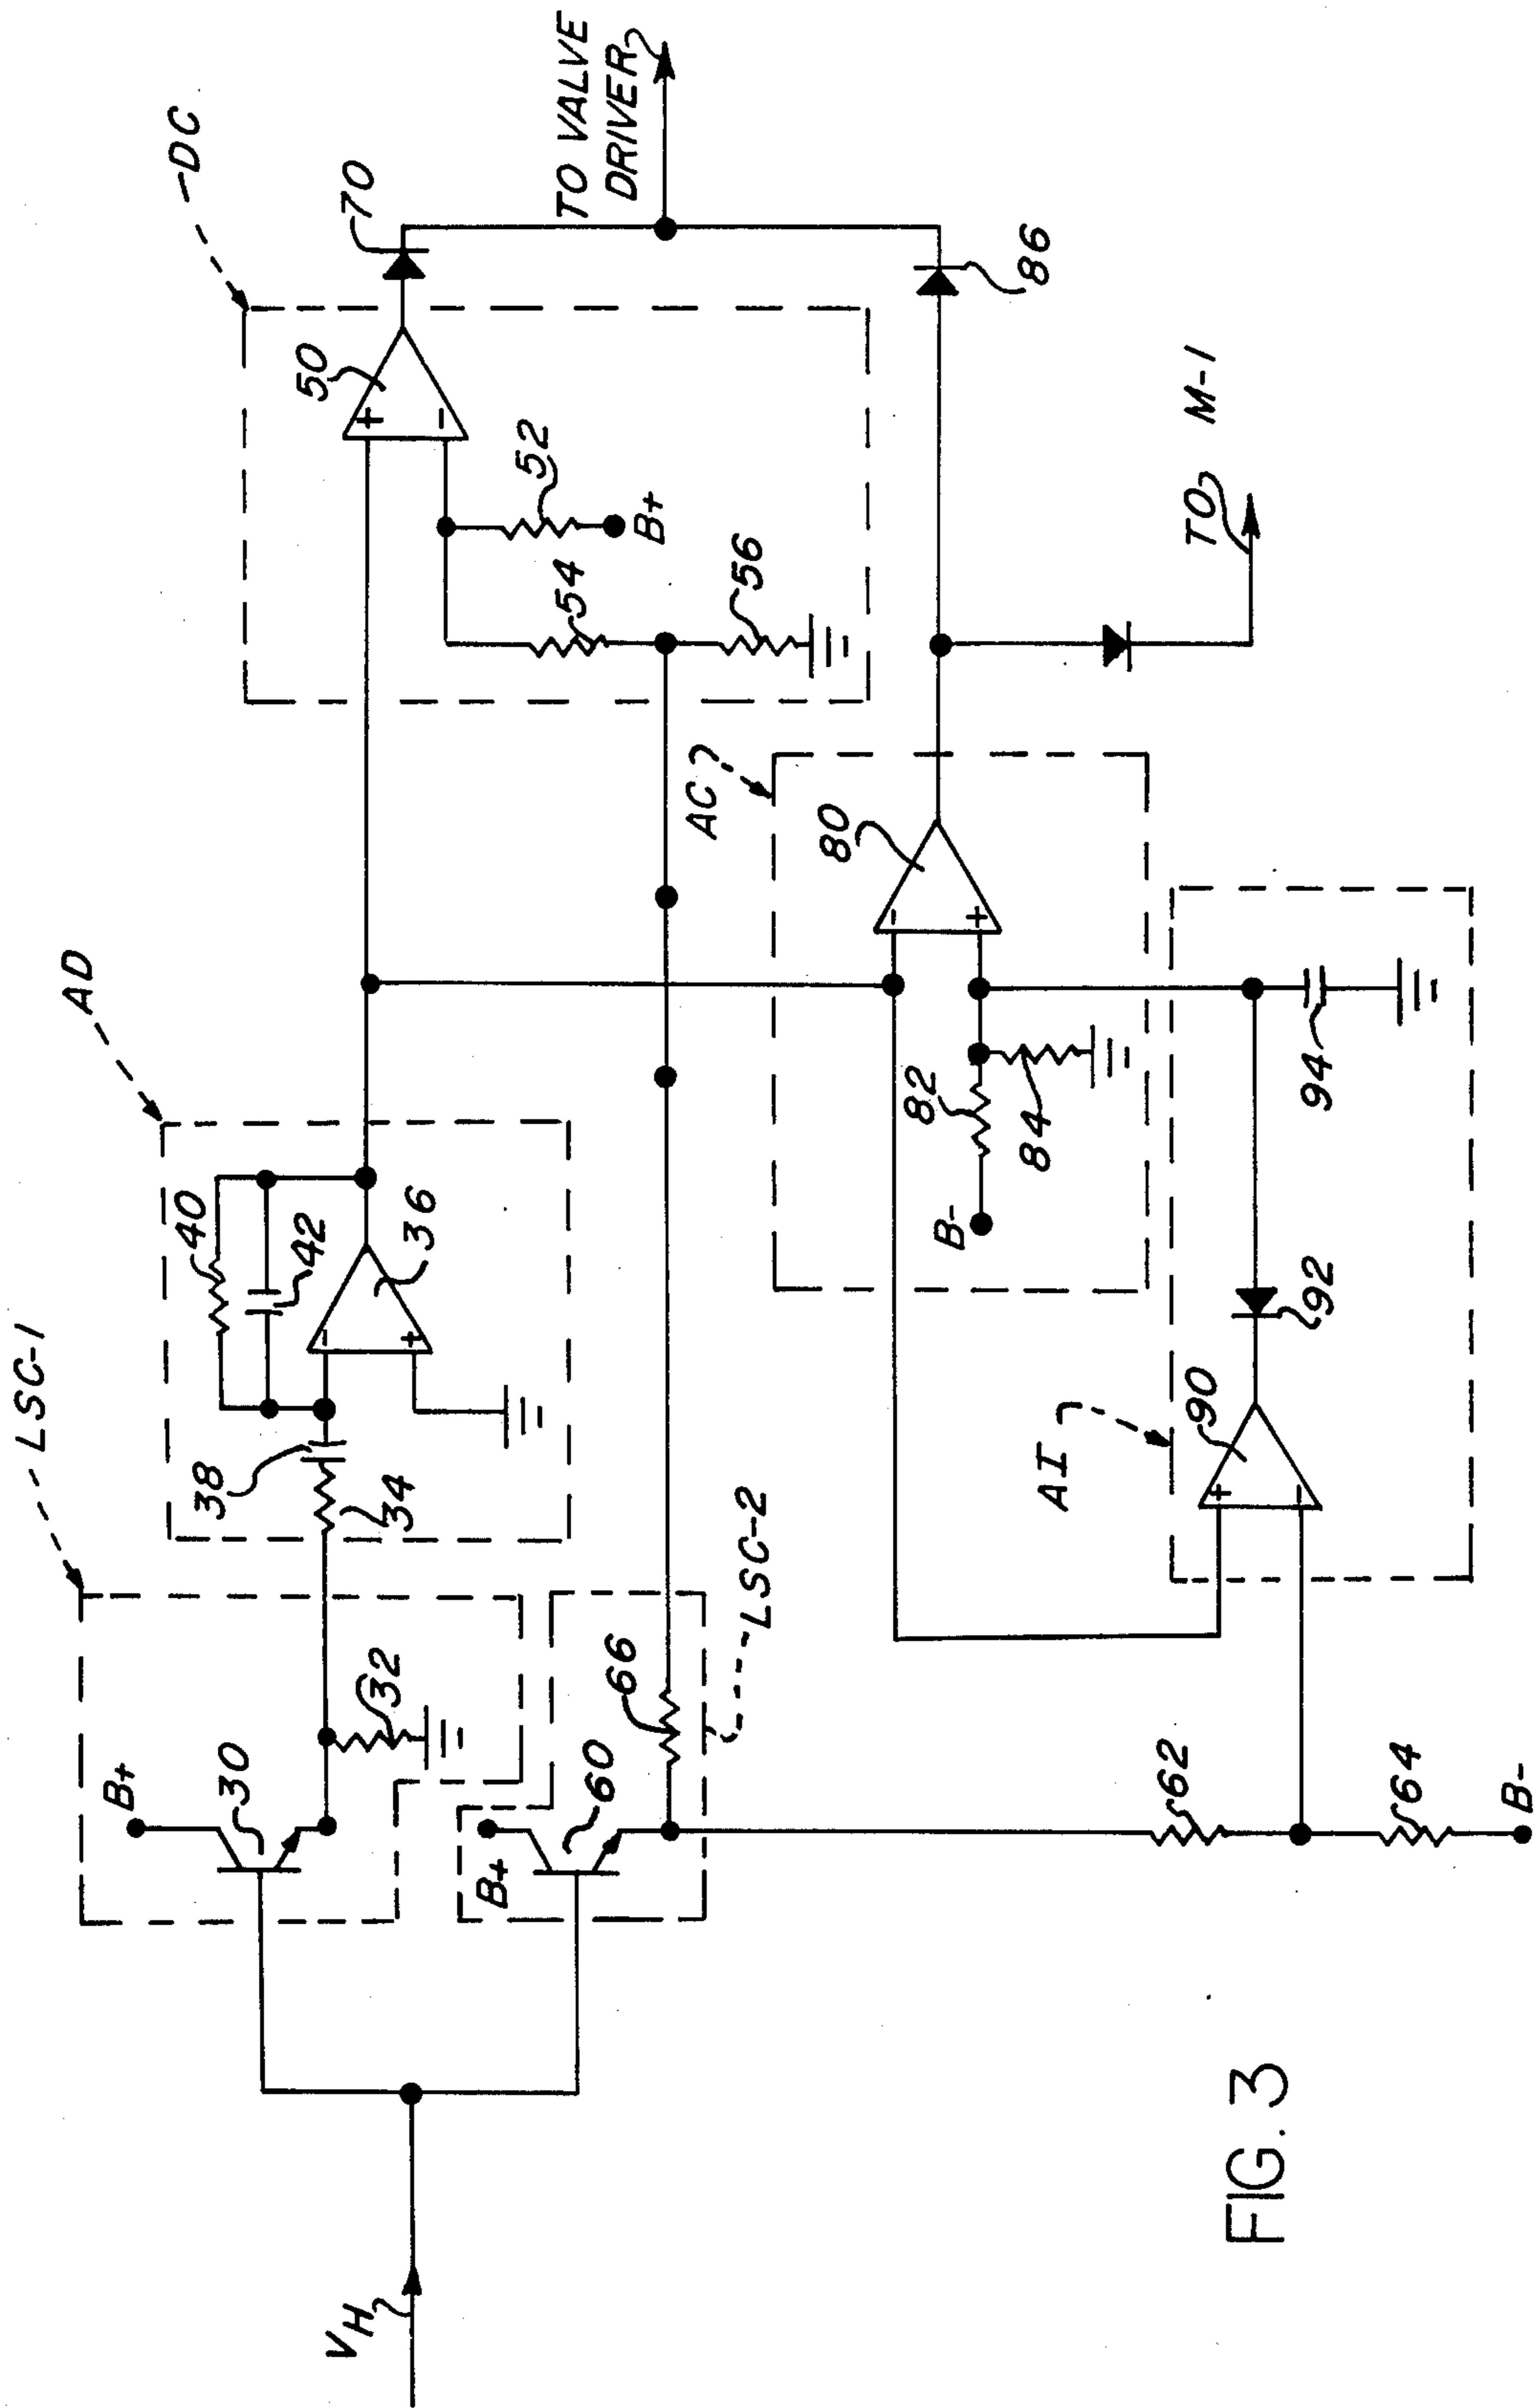 LSC-1
AD
DC
B+
30
32
38
34
40
42
36
50
52
B+
54
56
70
TO VALVE
DRIVER
VH
B+
60
66
LSC-2
AC
80
82
84
B-
86
TO M-1
AI
90
92
94
62
64
B-
FIG. 3